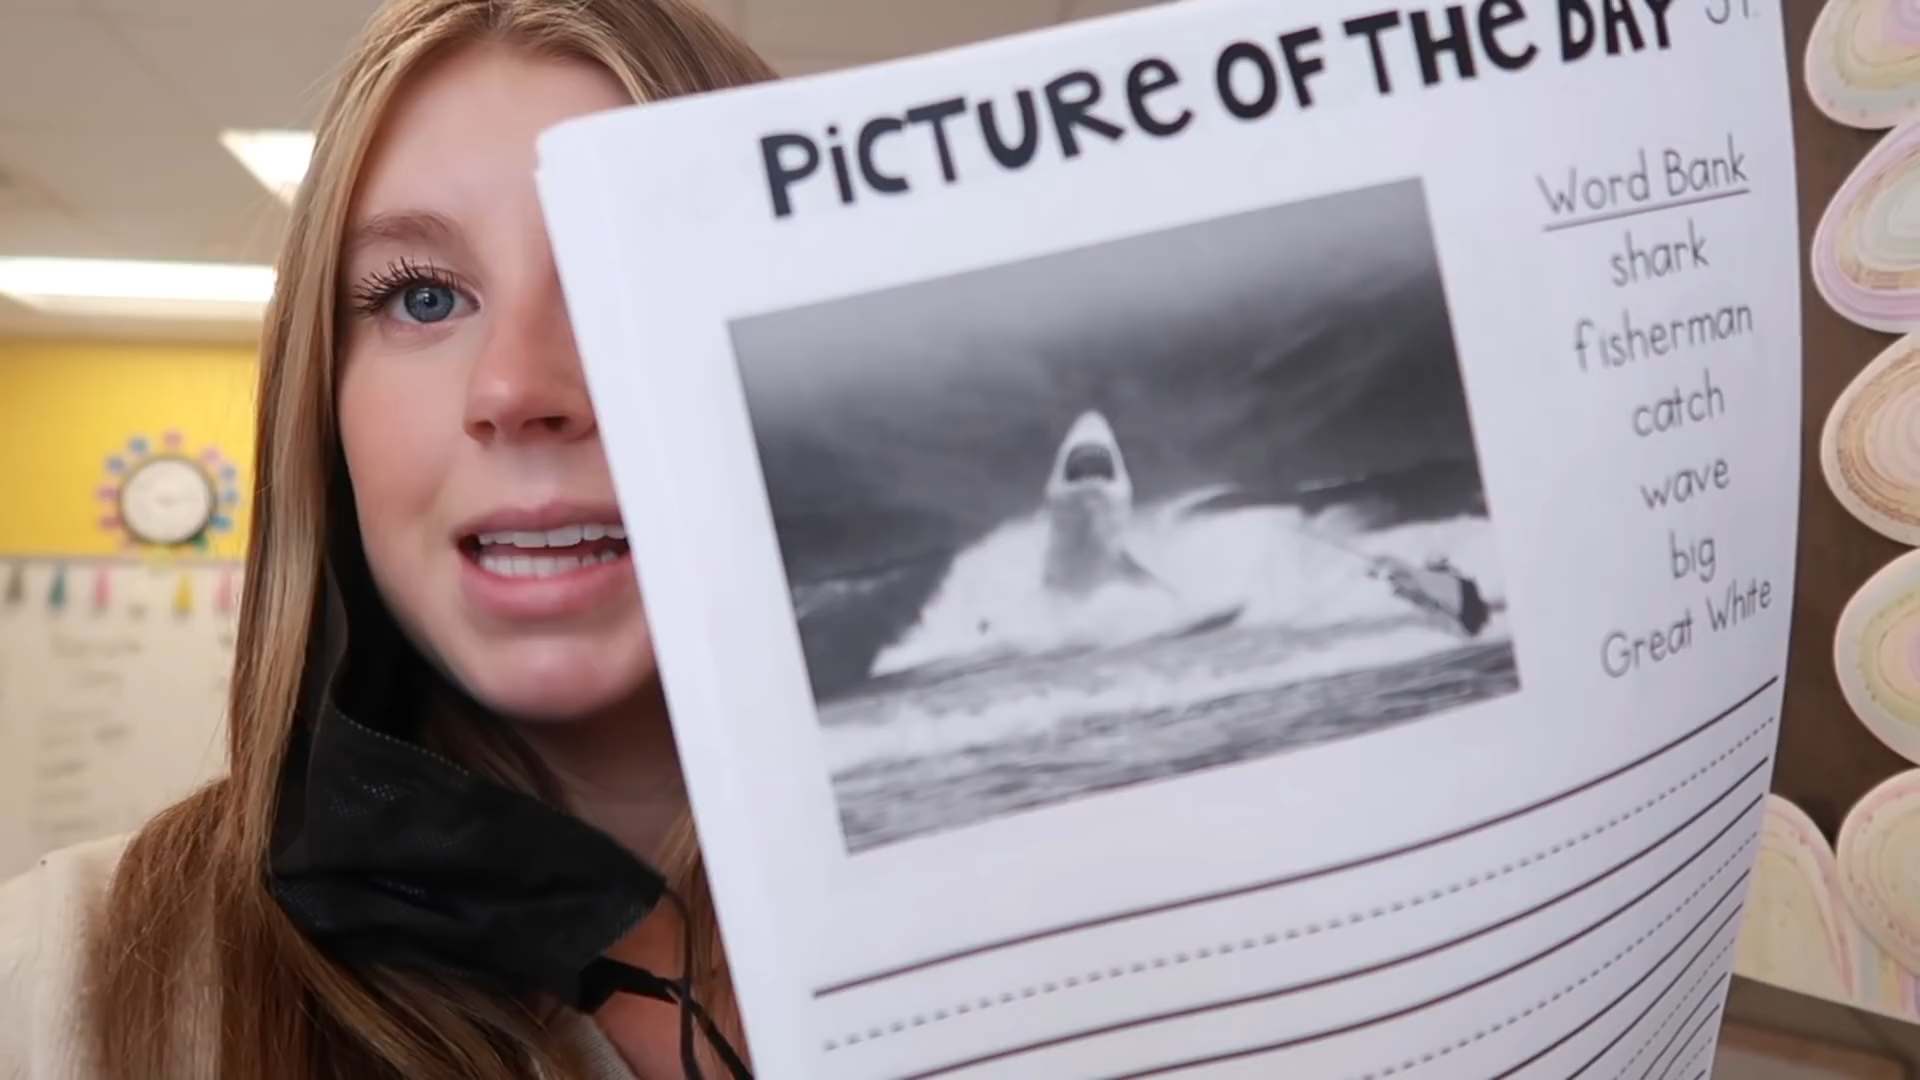 PiCTURe OF THe DAY
Word Bank
shark
fisherman
catch
wave
big
Great White